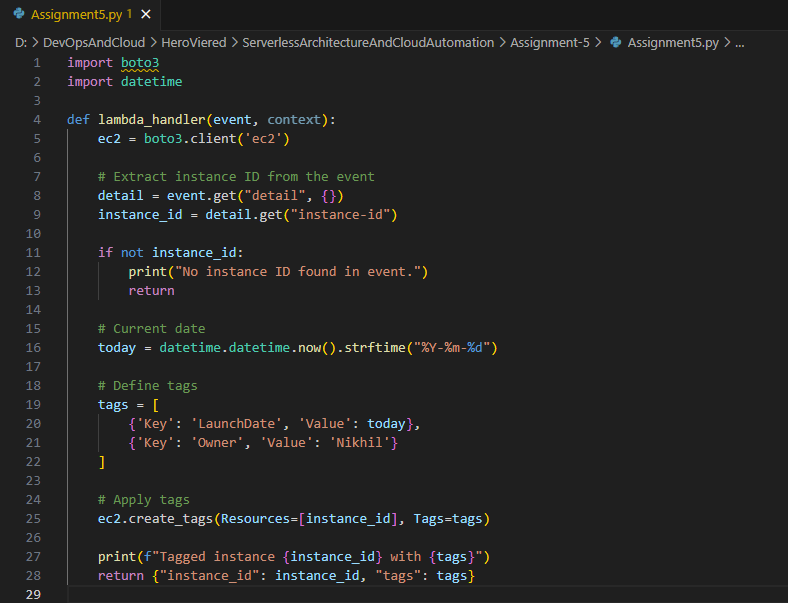 Assignment5.py 1 ×
D: > DevOpsAndCloud > HeroViered > ServerlessArchitectureAndCloudAutomation > Assignment-5 > Assignment5.py > ...
1 import boto3
2 import datetime
3
4 def lambda_handler(event, context):
5     ec2 = boto3.client('ec2')
6
7     # Extract instance ID from the event
8     detail = event.get("detail", {})
9     instance_id = detail.get("instance-id")
10
11     if not instance_id:
12         print("No instance ID found in event.")
13         return
14
15     # Current date
16     today = datetime.datetime.now().strftime("%Y-%m-%d")
17
18     # Define tags
19     tags = [
20         {'Key': 'LaunchDate', 'Value': today},
21         {'Key': 'Owner', 'Value': 'Nikhil'}
22     ]
23
24     # Apply tags
25     ec2.create_tags(Resources=[instance_id], Tags=tags)
26
27     print(f"Tagged instance {instance_id} with {tags}")
28     return {"instance_id": instance_id, "tags": tags}
29